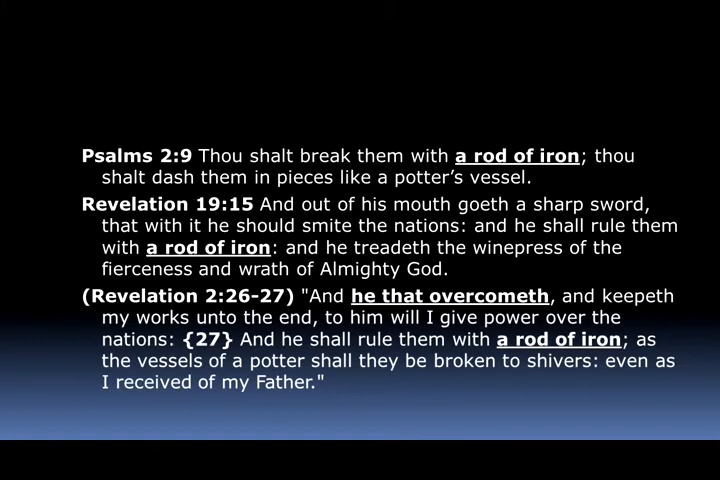 Psalms 2:9 Thou shalt break them with a rod of iron; thou
shalt dash them in pieces like a potter's vessel.
Revelation 19:15 And out of his mouth goeth a sharp sword,
that with it he should smite the nations: and he shall rule them
with a rod of iron: and he treadeth the winepress of the
fierceness and wrath of Almighty God.
(Revelation 2:26-27) "And he that overcometh, and keepeth
my works unto the end, to him will I give power over the
nations: {27} And he shall rule them with a rod of iron; as
the vessels of a potter shall they be broken to shivers: even as
I received of my Father."